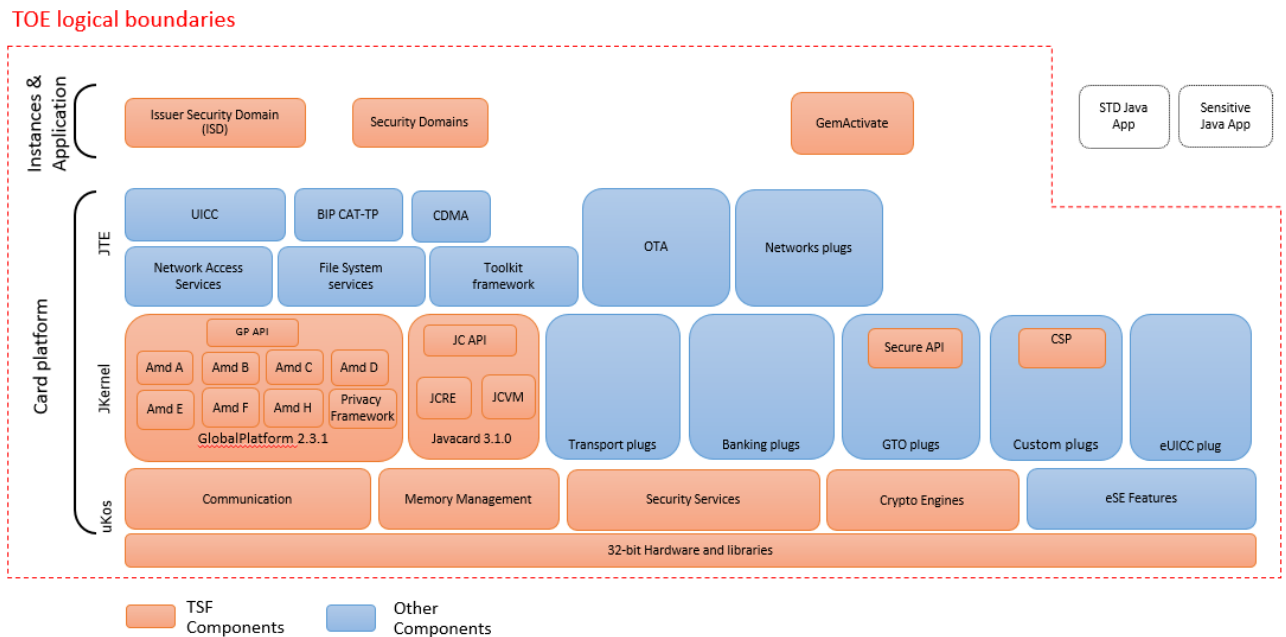 TOE logical boundaries
Instances &
Application
Issuer Security Domain
(ISD)
Security Domains
GemActivate
STD Java
App
Sensitive
Java App
Card platform
JTE
UICC
BIP CAT-TP
CDMA
OTA
Networks plugs
Network Access
Services
File System
services
Toolkit
framework
JKernel
GP API
Amd A
Amd B
Amd C
Amd D
Amd E
Amd F
Amd H
Privacy
Framework
GlobalPlatform 2.3.1
JC API
JCRE
JCVM
Javacard 3.1.0
Transport plugs
Banking plugs
Secure API
GTO plugs
CSP
Custom plugs
eUICC plug
uKos
Communication
Memory Management
Security Services
Crypto Engines
eSE Features
32-bit Hardware and libraries
TSF
Components
Other
Components